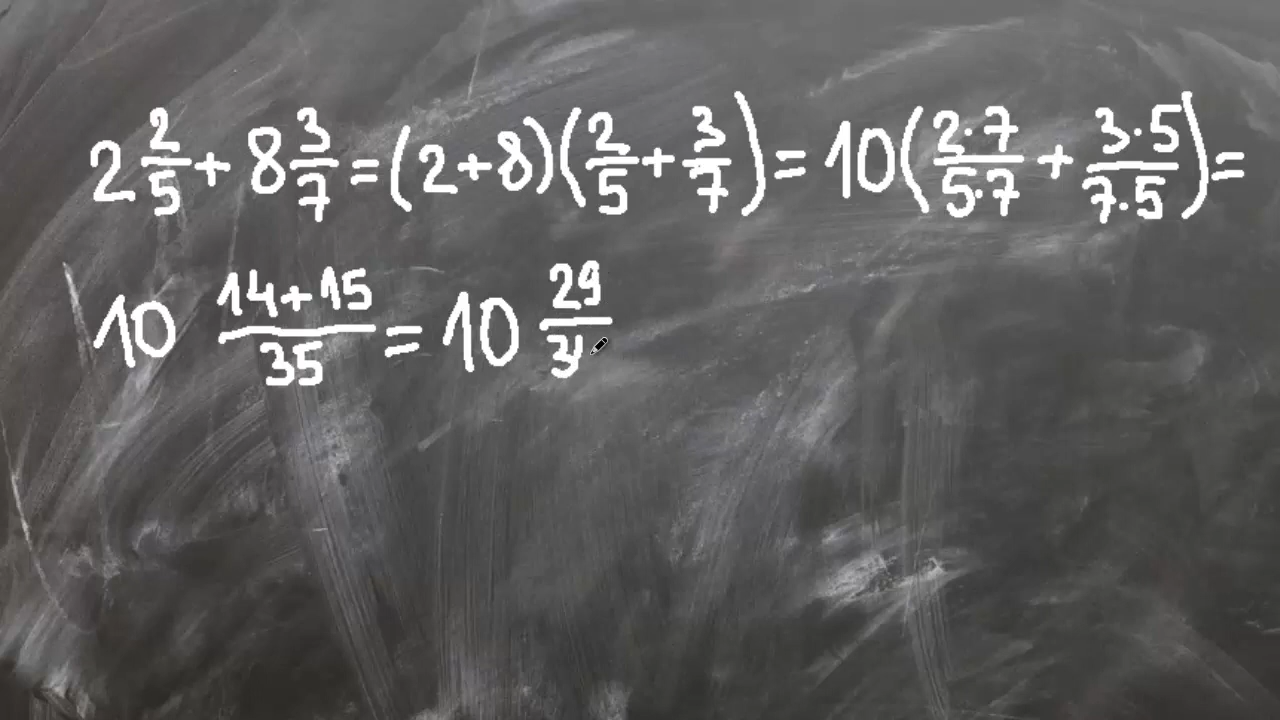 2 2/5 + 8 3/7 = (2+8)(2/5 + 3/7) = 10(2·7/5·7 + 3·5/7·5) =
10 14+15/35 = 10 29/3